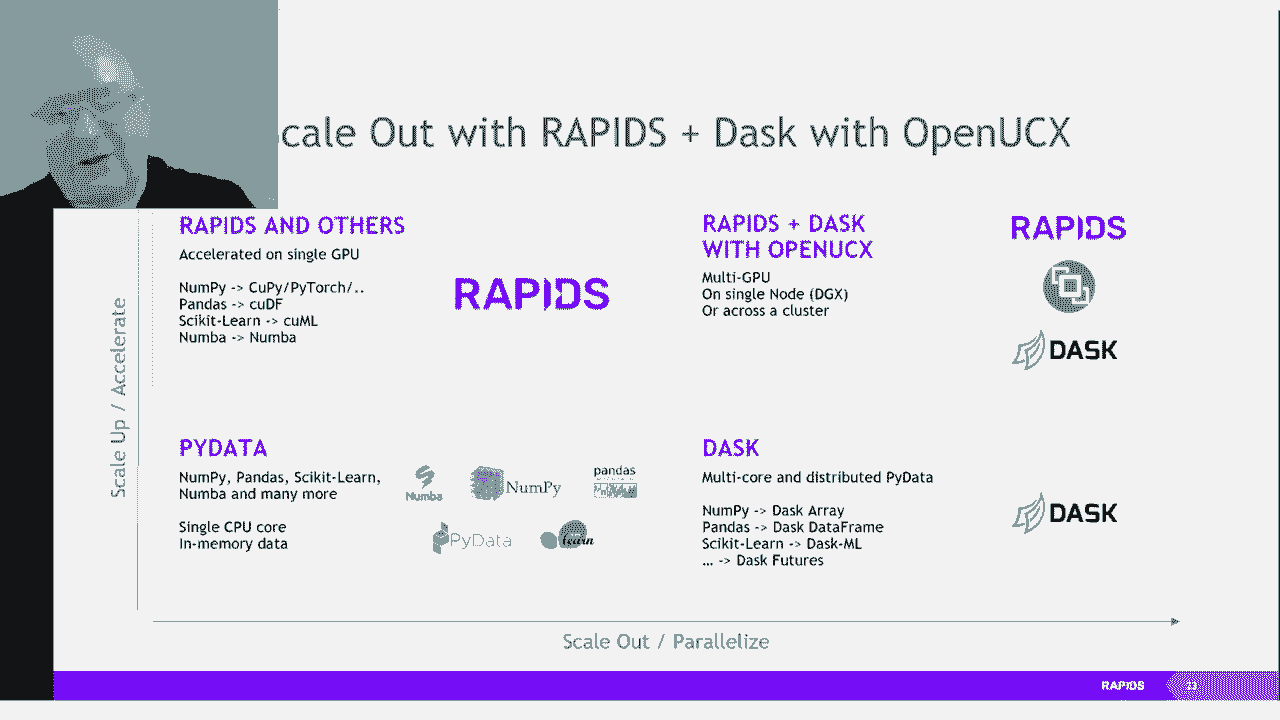 cale Out with RAPIDS + Dask with OpenUCX
Scale Up / Accelerate
RAPIDS AND OTHERS
Accelerated on single GPU
NumPy -> CuPy/PyTorch/..
Pandas -> cuDF
Scikit-Learn -> cuML
Numba -> Numba
RAPIDS
RAPIDS + DASK
WITH OPENUCX
Multi-GPU
On single Node (DGX)
Or across a cluster
RAPIDS
DASK
PYDATA
NumPy, Pandas, Scikit-Learn,
Numba and many more
Single CPU core
In-memory data
Numba
NumPy
pandas
PyData
learn
DASK
Multi-core and distributed PyData
NumPy -> Dask Array
Pandas -> Dask DataFrame
Scikit-Learn -> Dask-ML
… -> Dask Futures
DASK
Scale Out / Parallelize
RAPIDS